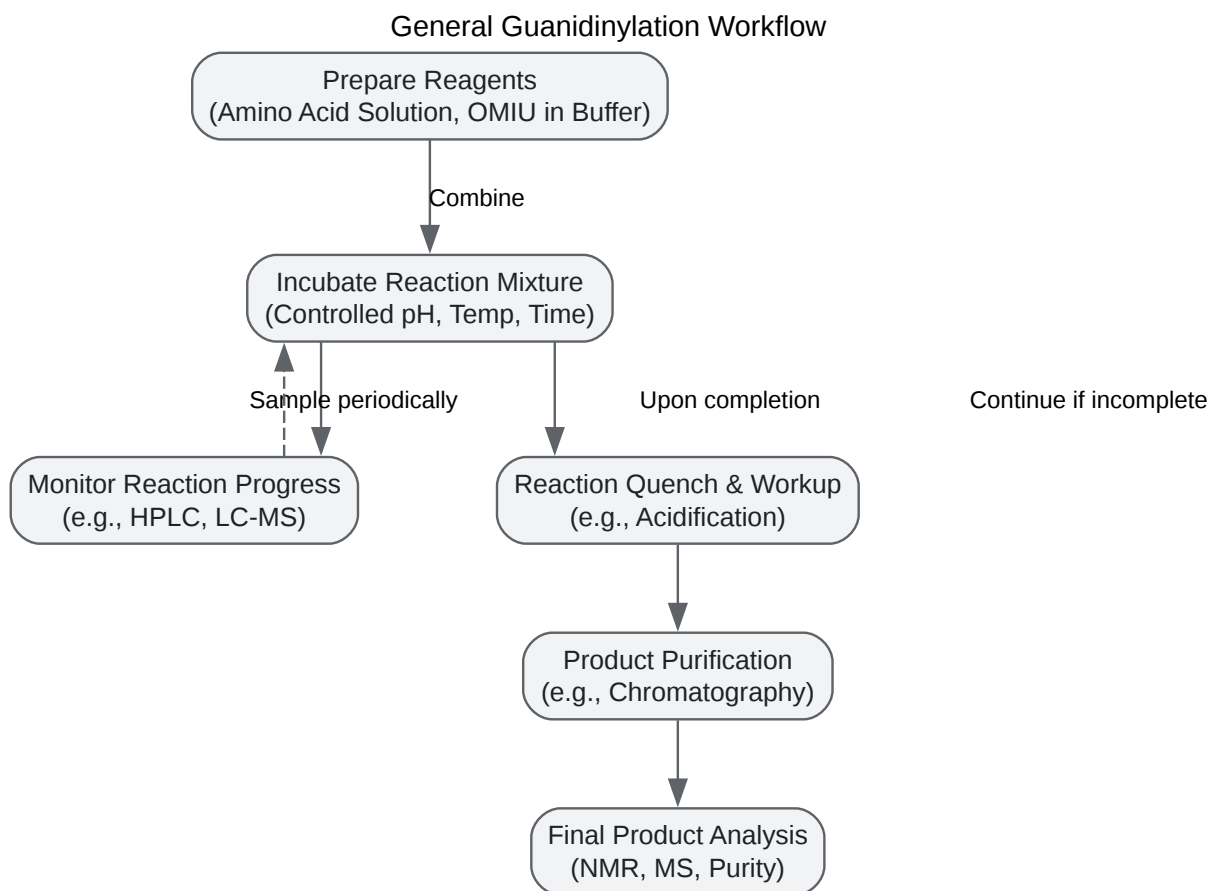 General Guanidinylation Workflow
Prepare Reagents
(Amino Acid Solution, OMIU in Buffer)
Combine
Incubate Reaction Mixture
(Controlled pH, Temp, Time)
Sample periodically
Upon completion
Continue if incomplete
Monitor Reaction Progress
(e.g., HPLC, LC-MS)
Reaction Quench & Workup
(e.g., Acidification)
Product Purification
(e.g., Chromatography)
Final Product Analysis
(NMR, MS, Purity)